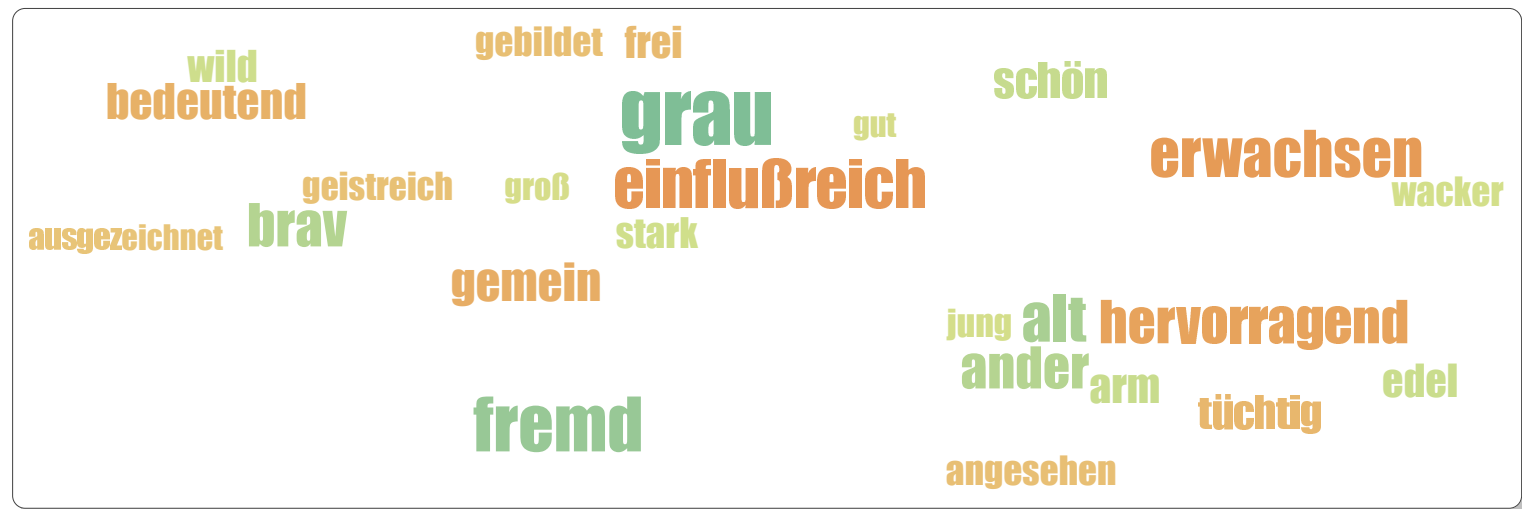 gebildet frei
wild
schön
bedeutend
grau
gut
erwachsen
einflußreich
geistreich
groß
wacker
brav
stark
ausgezeichnet
gemein
jung alt hervorragend
ander
arm
edel
tüchtig
fremd
angesehen